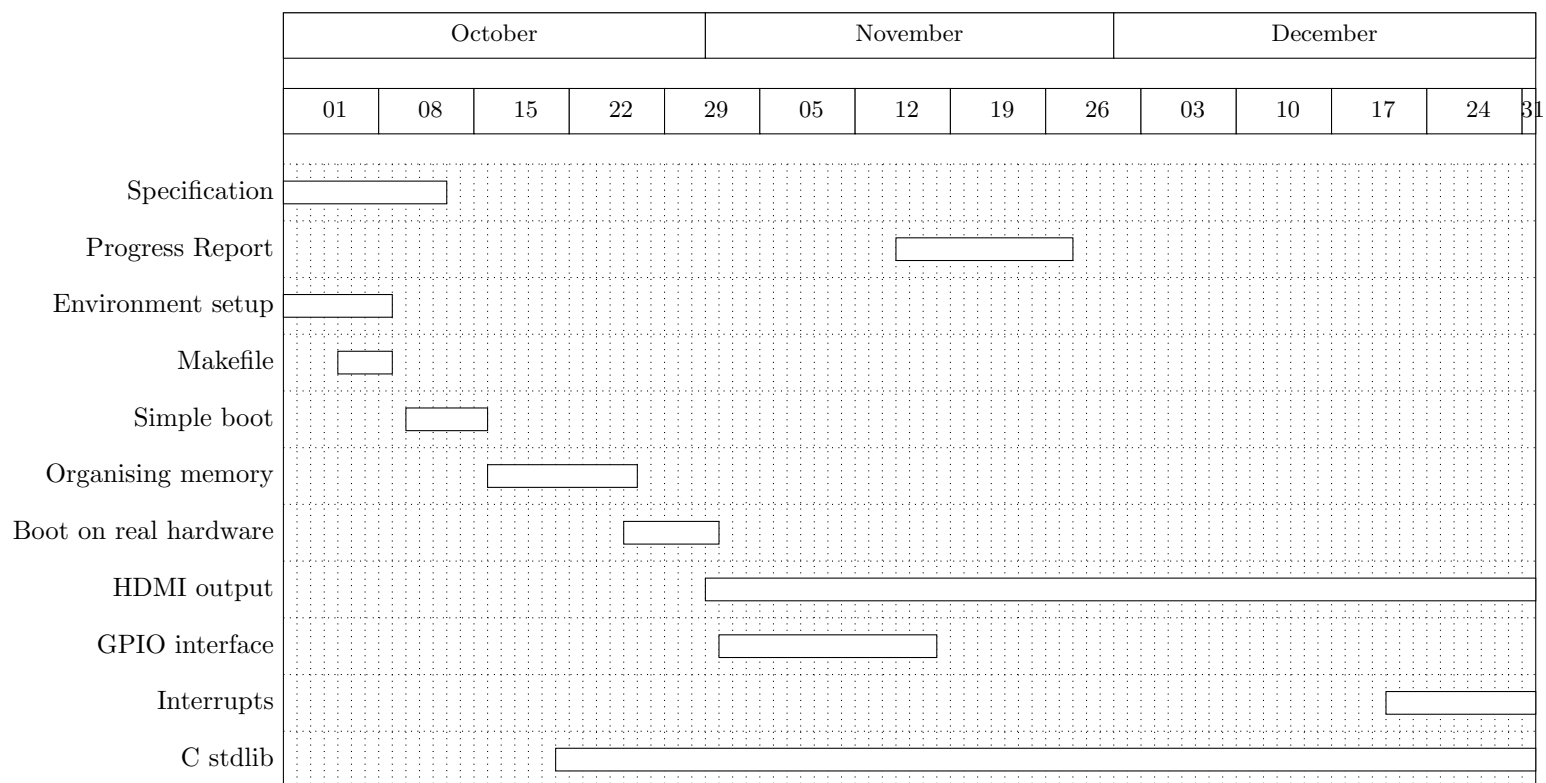 October November December
01 08 15 22 29 05 12 19 26 03 10 17 24 31
Specification
Progress Report
Environment setup
Makefile
Simple boot
Organising memory
Boot on real hardware
HDMI output
GPIO interface
Interrupts
C stdlib